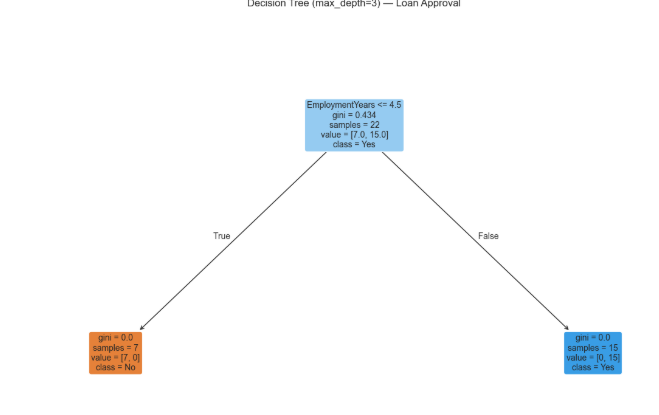 Decision Tree (max_depth=3) — Loan Approval
EmploymentYears <= 4.5
gini = 0.434
samples = 22
value = [7.0, 15.0]
class = Yes
True
False
gini = 0.0
samples = 7
value = [7, 0]
class = No
gini = 0.0
samples = 15
value = [0, 15]
class = Yes